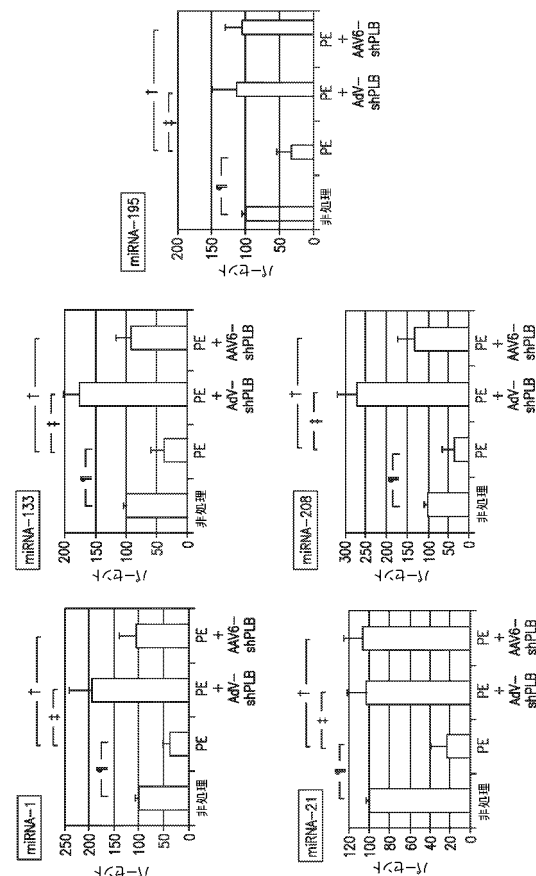 miRNA-1
パーセント
250
200
150
100
50
0
¶
‡
†
非処理
PE
PE
+
AdV-
shPLB
PE
+
AAV6-
shPLB
miRNA-133
パーセント
200
150
100
50
0
¶
‡
†
非処理
PE
PE
+
AdV-
shPLB
PE
+
AAV6-
shPLB
miRNA-195
パーセント
200
150
100
50
0
¶
‡
†
非処理
PE
PE
+
AdV-
shPLB
PE
+
AAV6-
shPLB
miRNA-21
パーセント
120
100
80
60
40
20
0
¶
‡
†
非処理
PE
PE
+
AdV-
shPLB
PE
+
AAV6-
shPLB
miRNA-208
パーセント
300
250
200
150
100
50
0
¶
‡
†
非処理
PE
PE
+
AdV-
shPLB
PE
+
AAV6-
shPLB